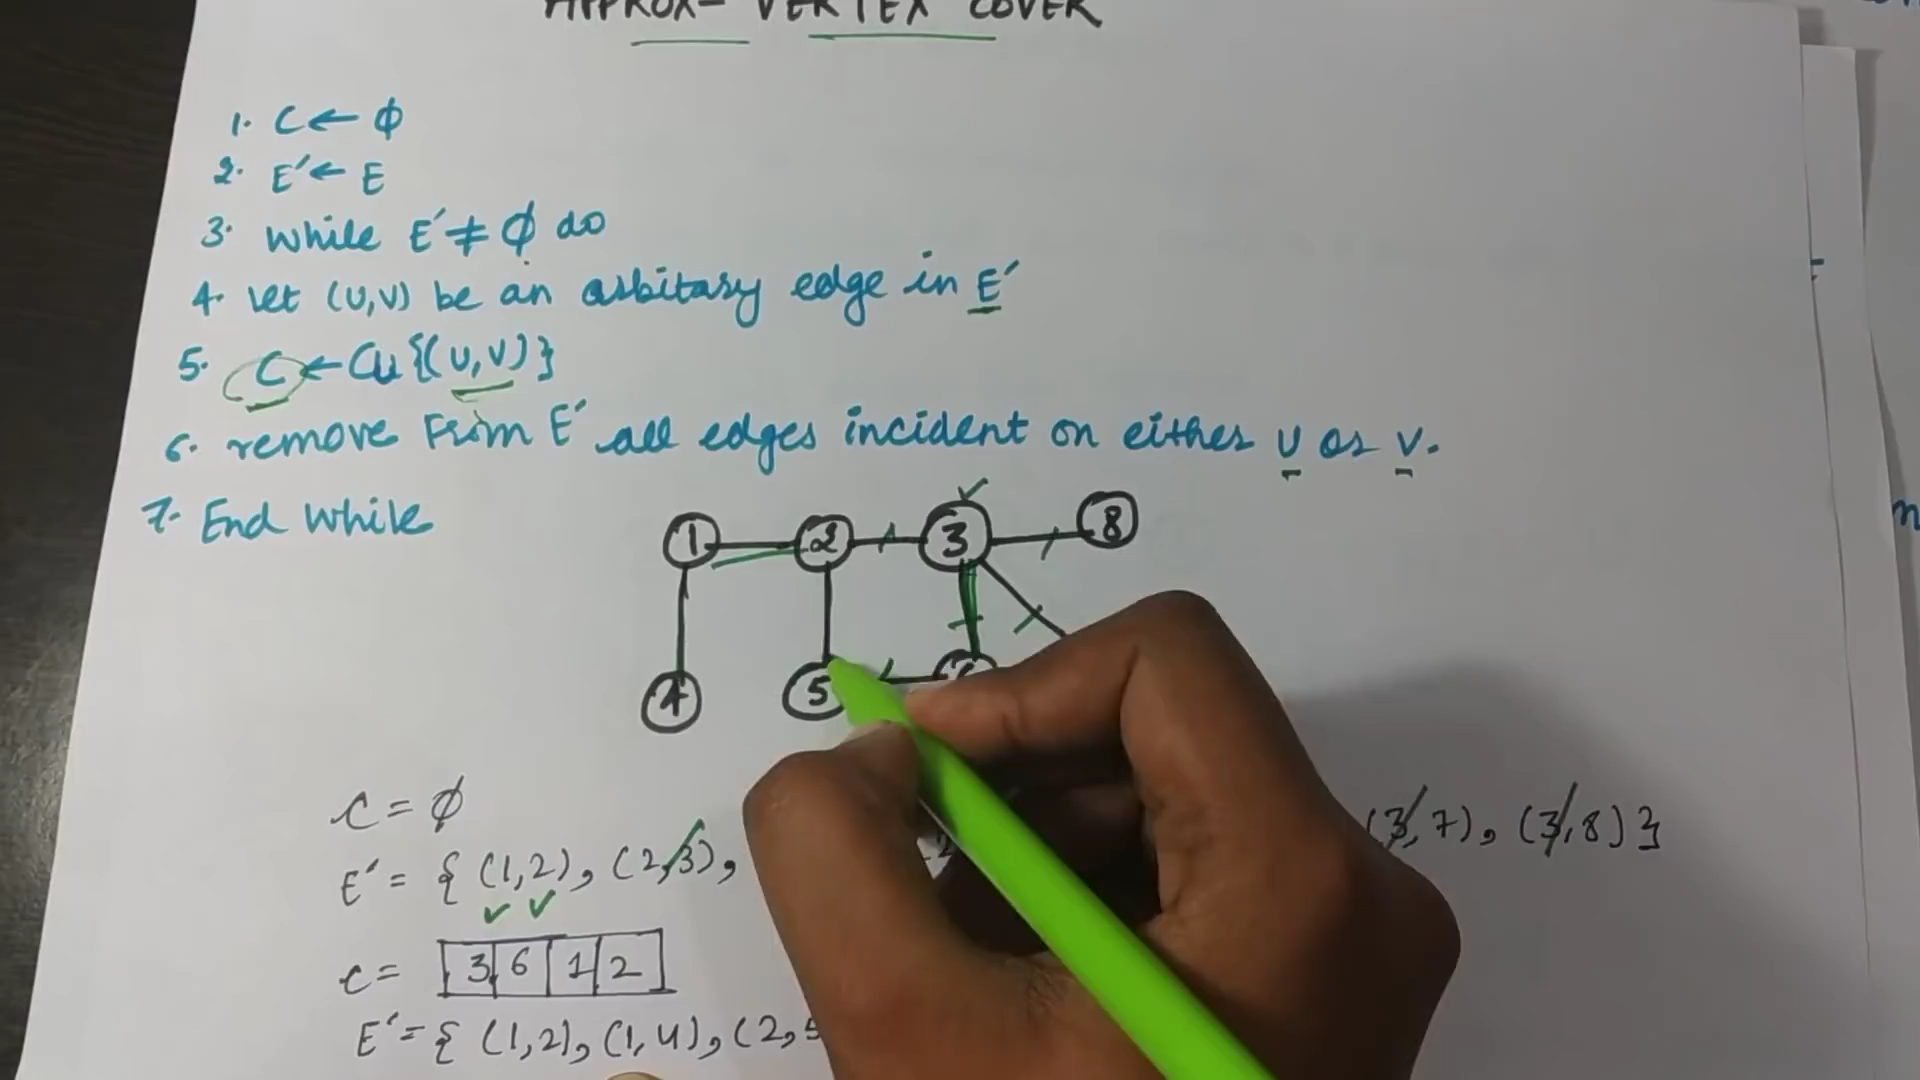 APPROX- VERTEX COVER
1. C ← ϕ
2. E′ ← E
3. while E′ ≠ ϕ do
4. let (U,V) be an arbitary edge in E′
5. C ← C U {(U,V)}
6. remove From E′ all edges incident on either U or V.
7. End While
1 2 3 8
4 5
C = ϕ
E′ = { (1,2), (2,3), (3,7), (3,8) }
C = 3 6 1 2
E′ = { (1,2), (1,4), (2,5